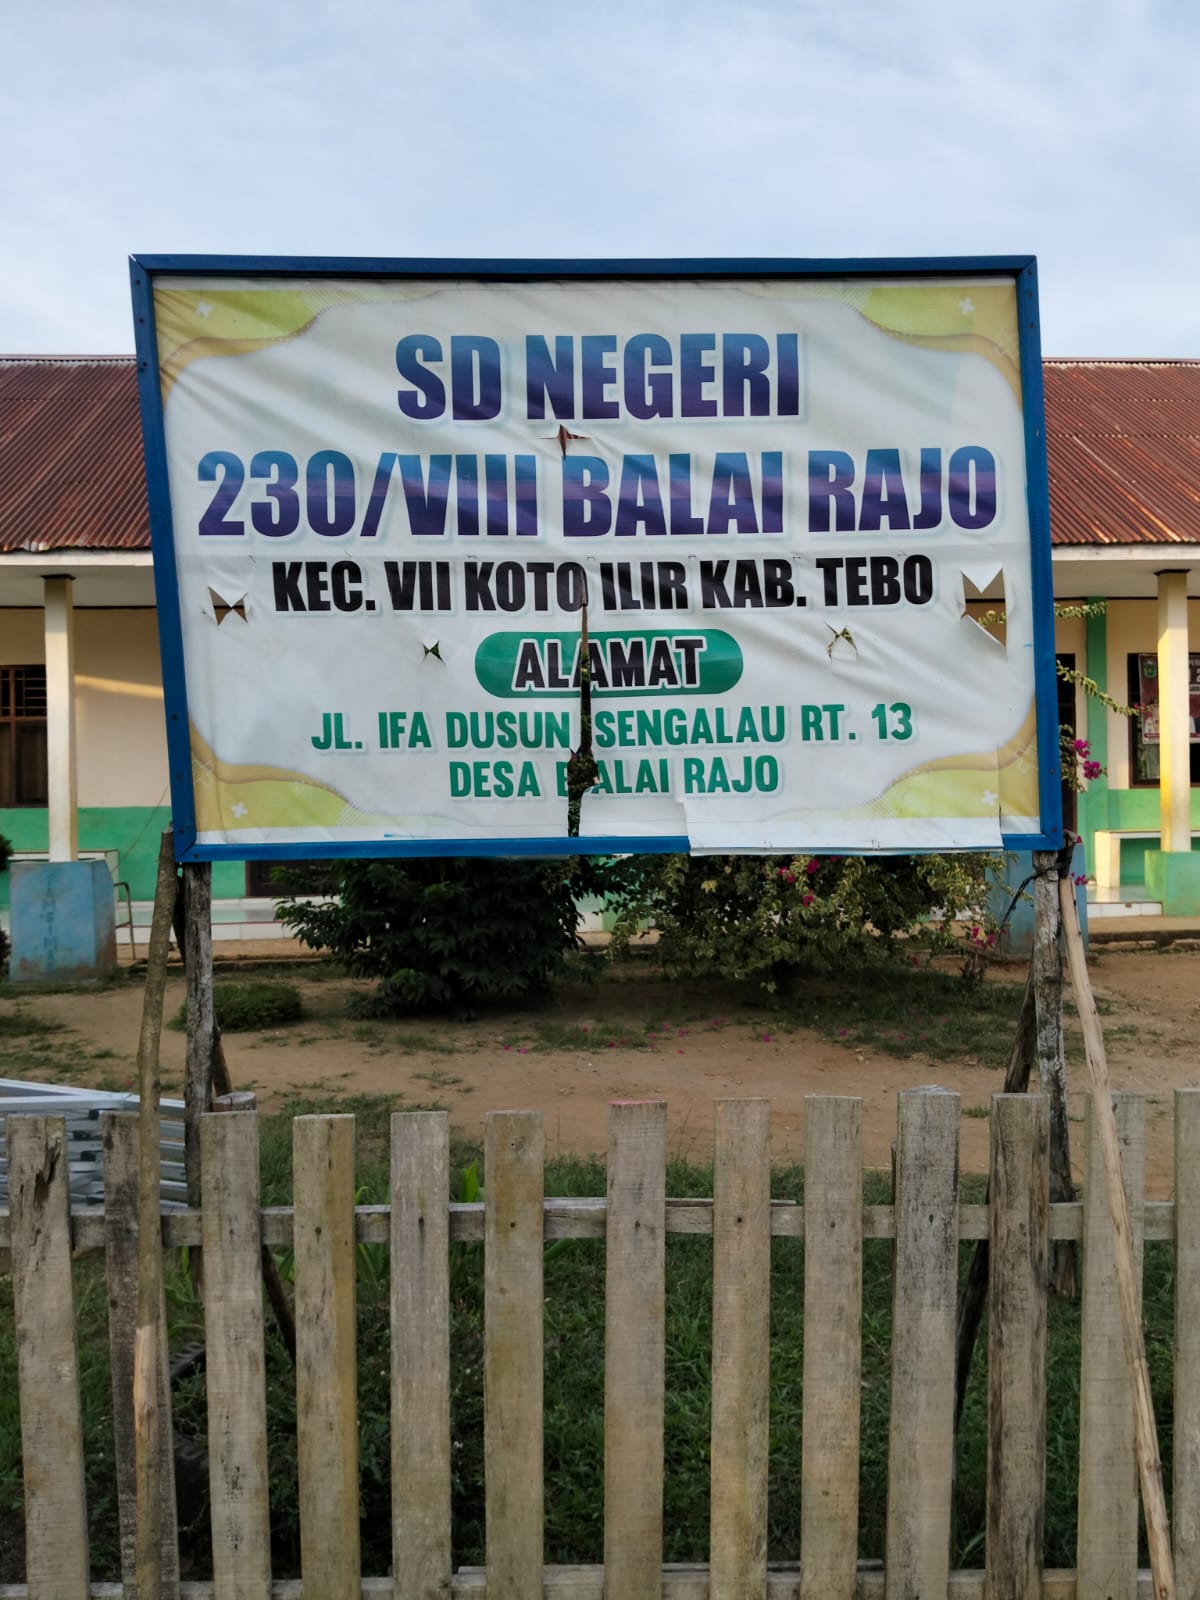 SD NEGERI
230/VIII BALAI RAJO
KEC. VII KOTO ILIR KAB. TEBO
ALAMAT
JL. IFA DUSUN SENGALAU RT. 13
DESA BALAI RAJO